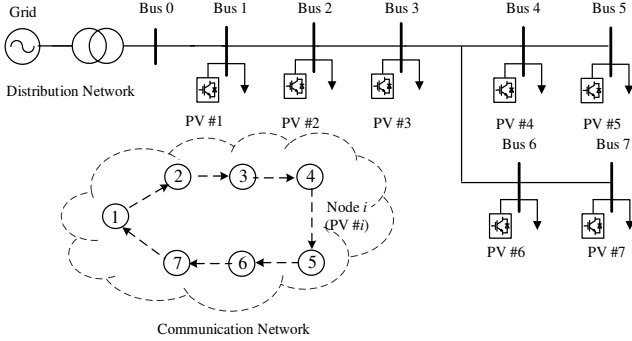 Grid
Bus 0
Bus 1
Bus 2
Bus 3
Bus 4
Bus 5
Distribution Network
PV #1
PV #2
PV #3
PV #4
PV #5
Bus 6
Bus 7
2
3
4
1
Node i
(PV #i)
7
6
5
PV #6
PV #7
Communication Network